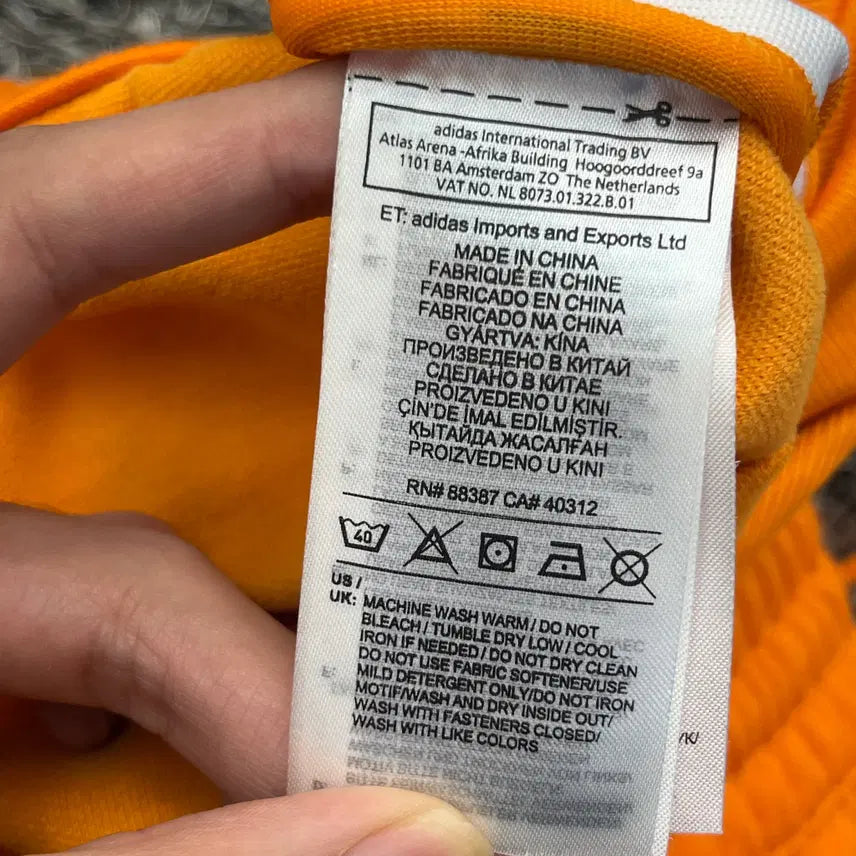 adidas International Trading BV
Atlas Arena -Afrika Building Hoogoorddreef 9a
1101 BA Amsterdam ZO The Netherlands
VAT NO. NL 8073.01.322.B.01
ET: adidas Imports and Exports Ltd
MADE IN CHINA
FABRIQUÉ EN CHINE
FABRICADO EN CHINA
FABRICADO NA CHINA
GYÁRTVA: KÍNA
ПРОИЗВЕДЕНО В КИТАЙ
СДЕЛАНО В КИТАЕ
PROIZVEDENO U KINI
ÇİN'DE İMAL EDİLMİŞTİR.
ҚЫТАЙДА ЖАСАЛҒАН
PROIZVEDENO U KINI
RN# 88387 CA# 40312
40
US /
UK: MACHINE WASH WARM / DO NOT
BLEACH / TUMBLE DRY LOW / COOL
IRON IF NEEDED / DO NOT DRY CLEAN
DO NOT USE FABRIC SOFTENER/USE
MILD DETERGENT ONLY/DO NOT IRON
MOTIF/WASH AND DRY INSIDE OUT/
WASH WITH FASTENERS CLOSED/
WASH WITH LIKE COLORS